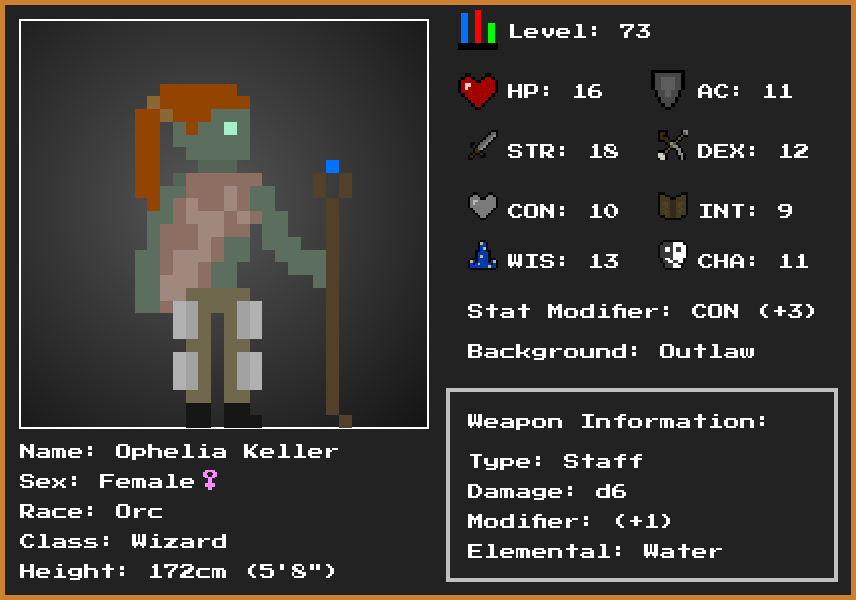 Level: 73
HP: 16
AC: 11
STR: 18
DEX: 12
CON: 10
INT: 9
WIS: 13
CHA: 11
Stat Modifier: CON (+3)
Background: Outlaw
Weapon Information:
Type: Staff
Damage: d6
Modifier: (+1)
Elemental: Water
Name: Ophelia Keller
Sex: Female♀
Race: Orc
Class: Wizard
Height: 172cm (5'8")